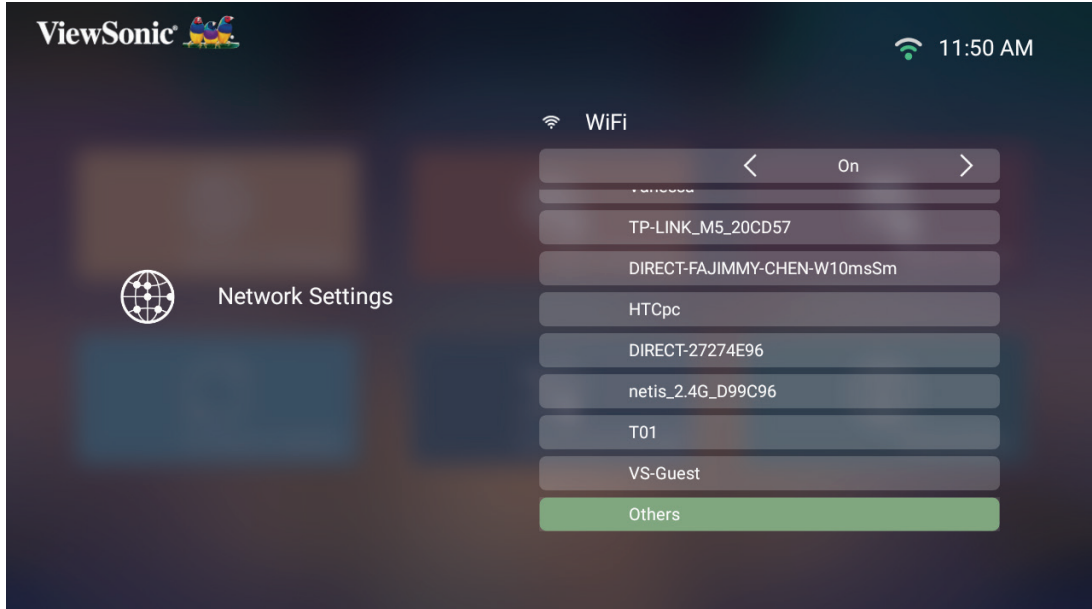 ViewSonic
11:50 AM
WiFi
On
Vanessa
TP-LINK_M5_20CD57
DIRECT-FAJIMMY-CHEN-W10msSm
Network Settings
HTCpc
DIRECT-27274E96
netis_2.4G_D99C96
T01
VS-Guest
Others